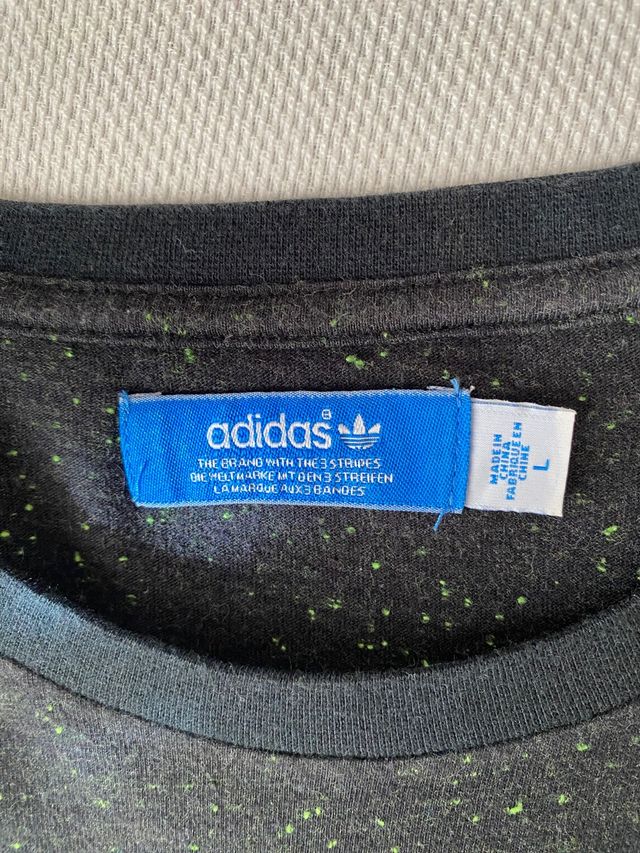 adidas®
THE BRAND WITH THE 3 STRIPES
DIE WELTMARKE MIT DEN 3 STREIFEN
LA MARQUE AUX 3 BANDES
MADE IN
CHINA
FABRIQUE EN
CHINE
L